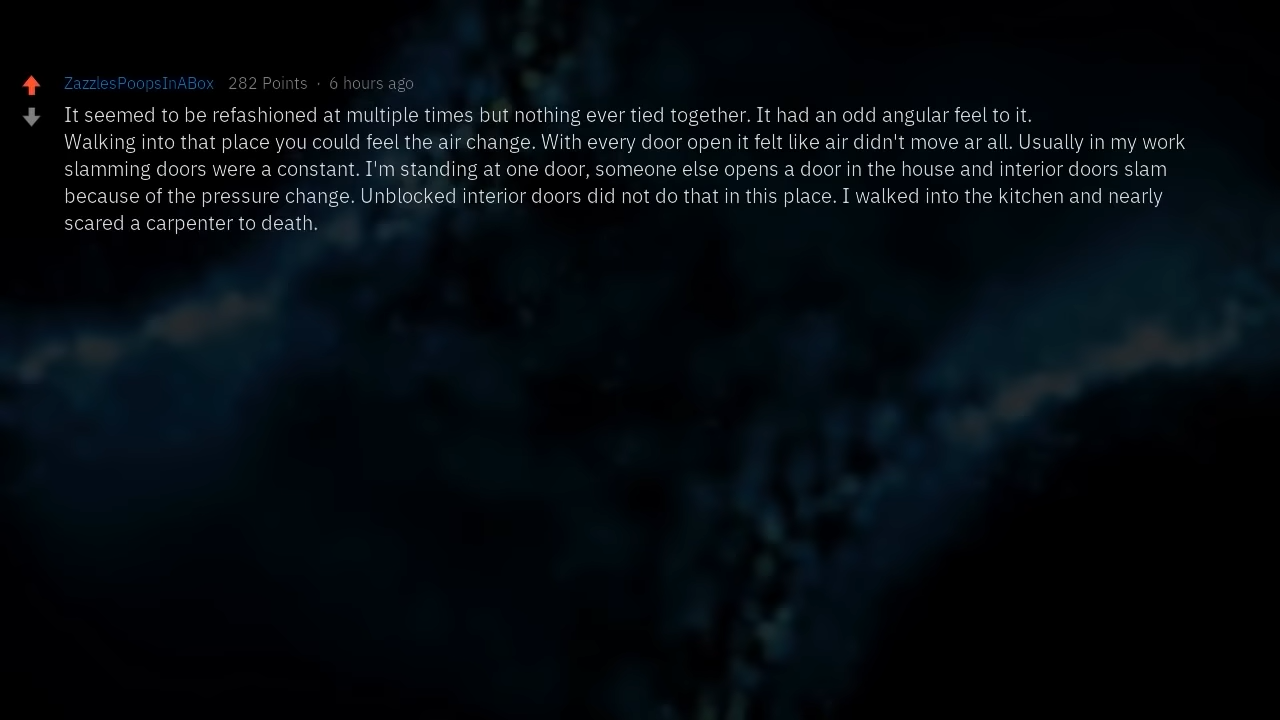 ZazzlesPoopsInABox 282 Points · 6 hours ago
It seemed to be refashioned at multiple times but nothing ever tied together. It had an odd angular feel to it.
Walking into that place you could feel the air change. With every door open it felt like air didn't move ar all. Usually in my work
slamming doors were a constant. I'm standing at one door, someone else opens a door in the house and interior doors slam
because of the pressure change. Unblocked interior doors did not do that in this place. I walked into the kitchen and nearly
scared a carpenter to death.